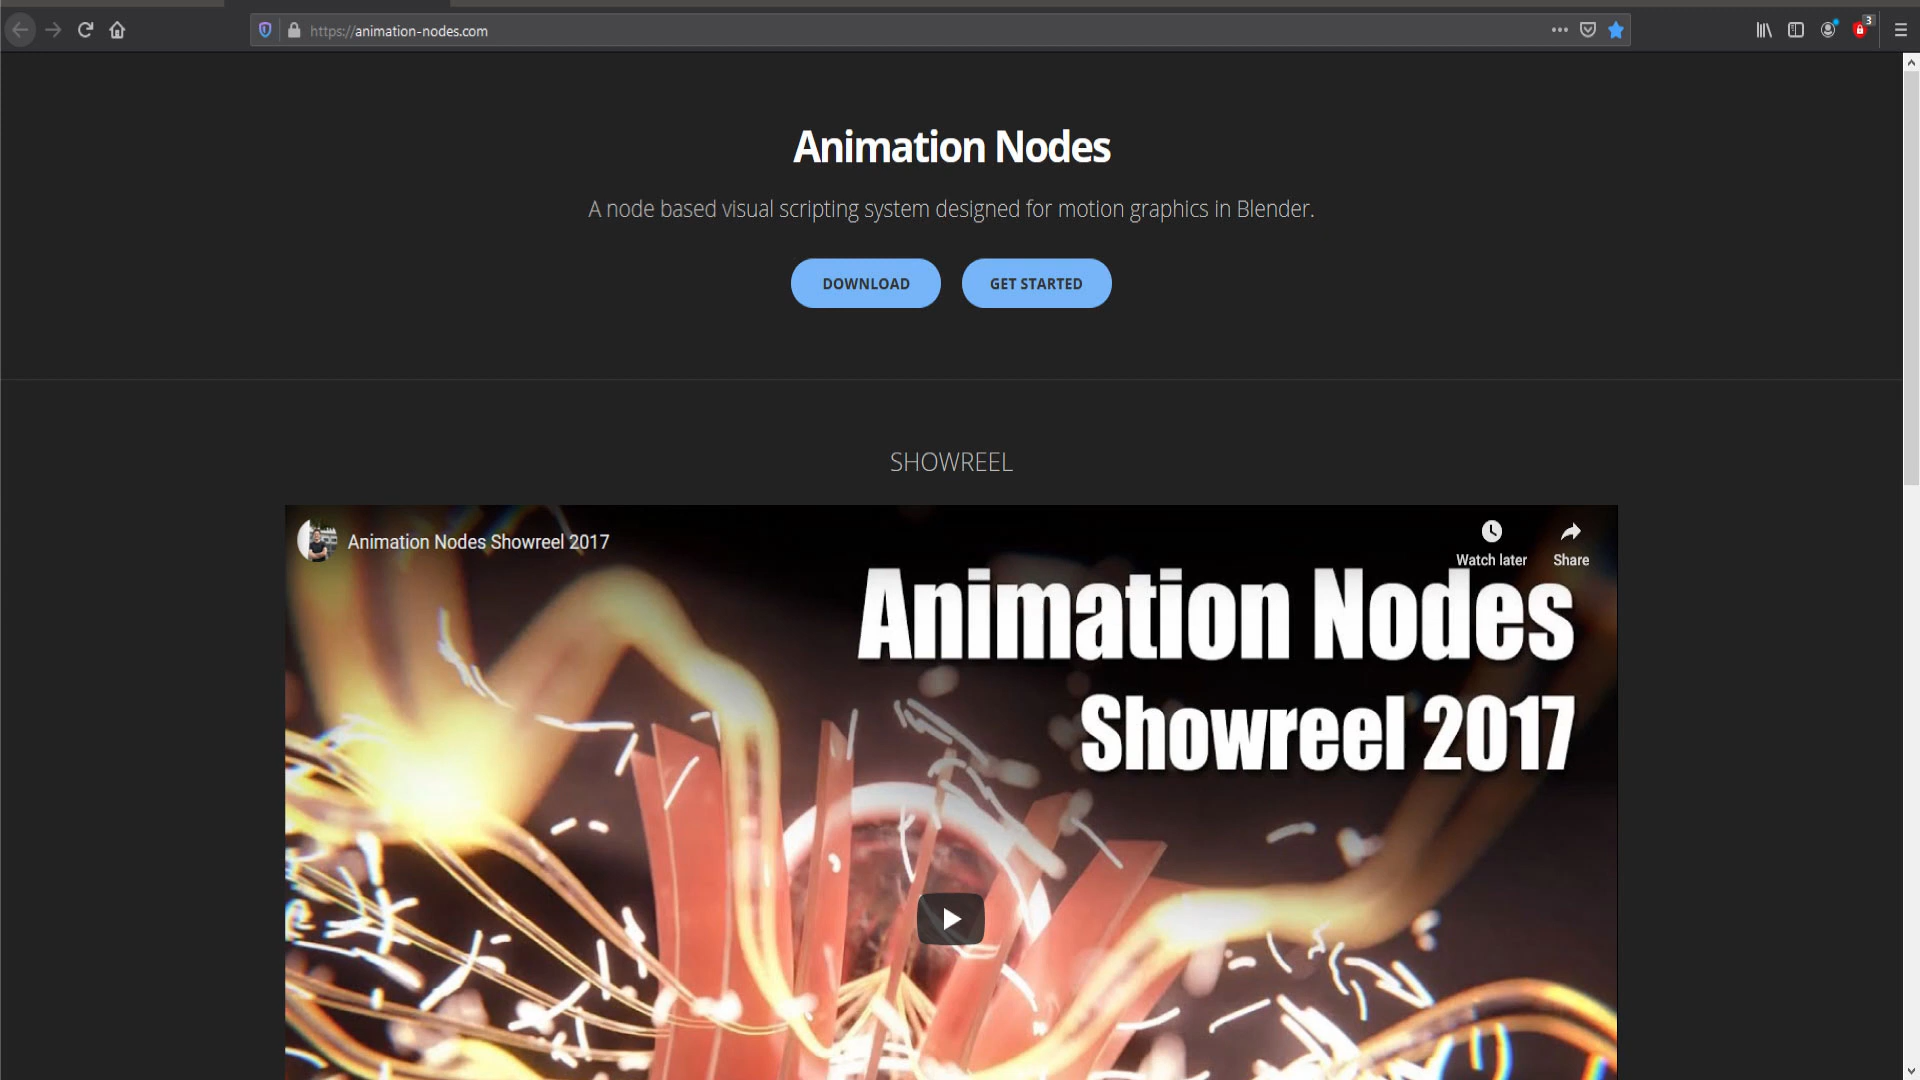 https://animation-nodes.com
3
Animation Nodes
A node based visual scripting system designed for motion graphics in Blender.
DOWNLOAD GET STARTED
SHOWREEL
Animation Nodes Showreel 2017
Watch later Share
Animation Nodes
Showreel 2017